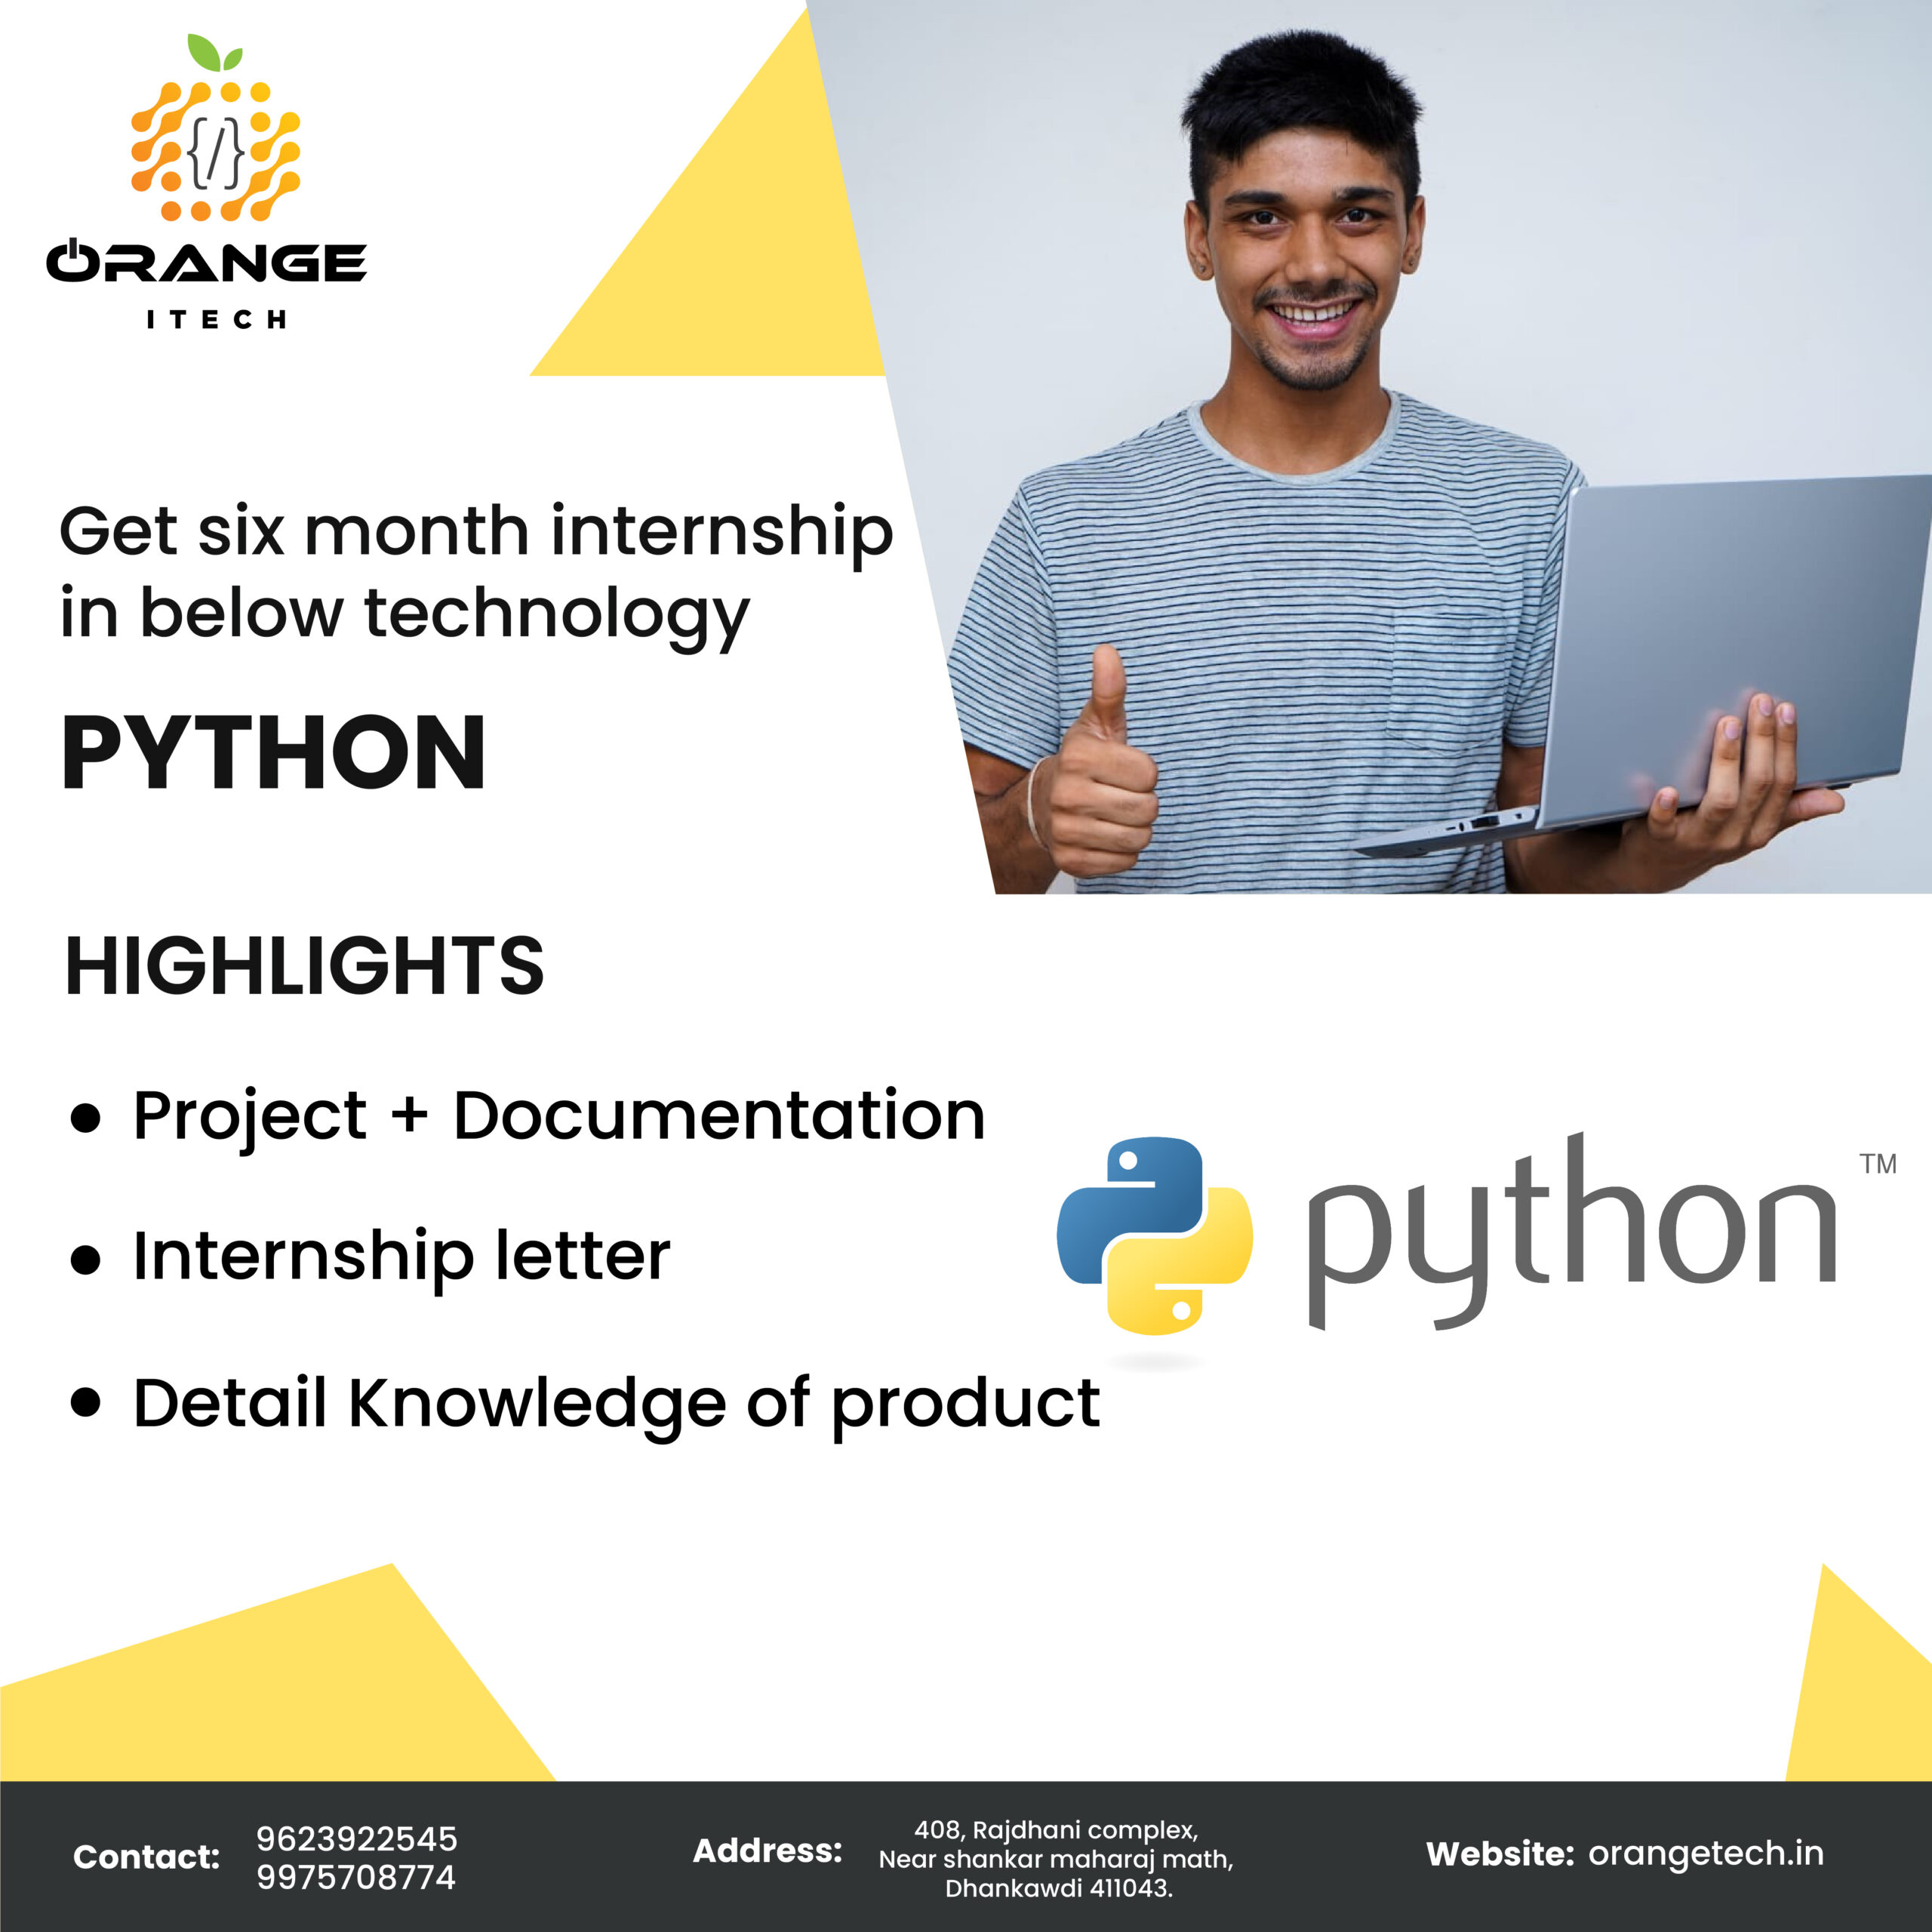 {/}
ORANGE
ITECH
Get six month internship
in below technology
PYTHON
HIGHLIGHTS
● Project + Documentation
● Internship letter
● Detail Knowledge of product
python TM
Contact:
9623922545
9975708774
Address:
408, Rajdhani complex,
Near shankar maharaj math,
Dhankawdi 411043.
Website: orangetech.in